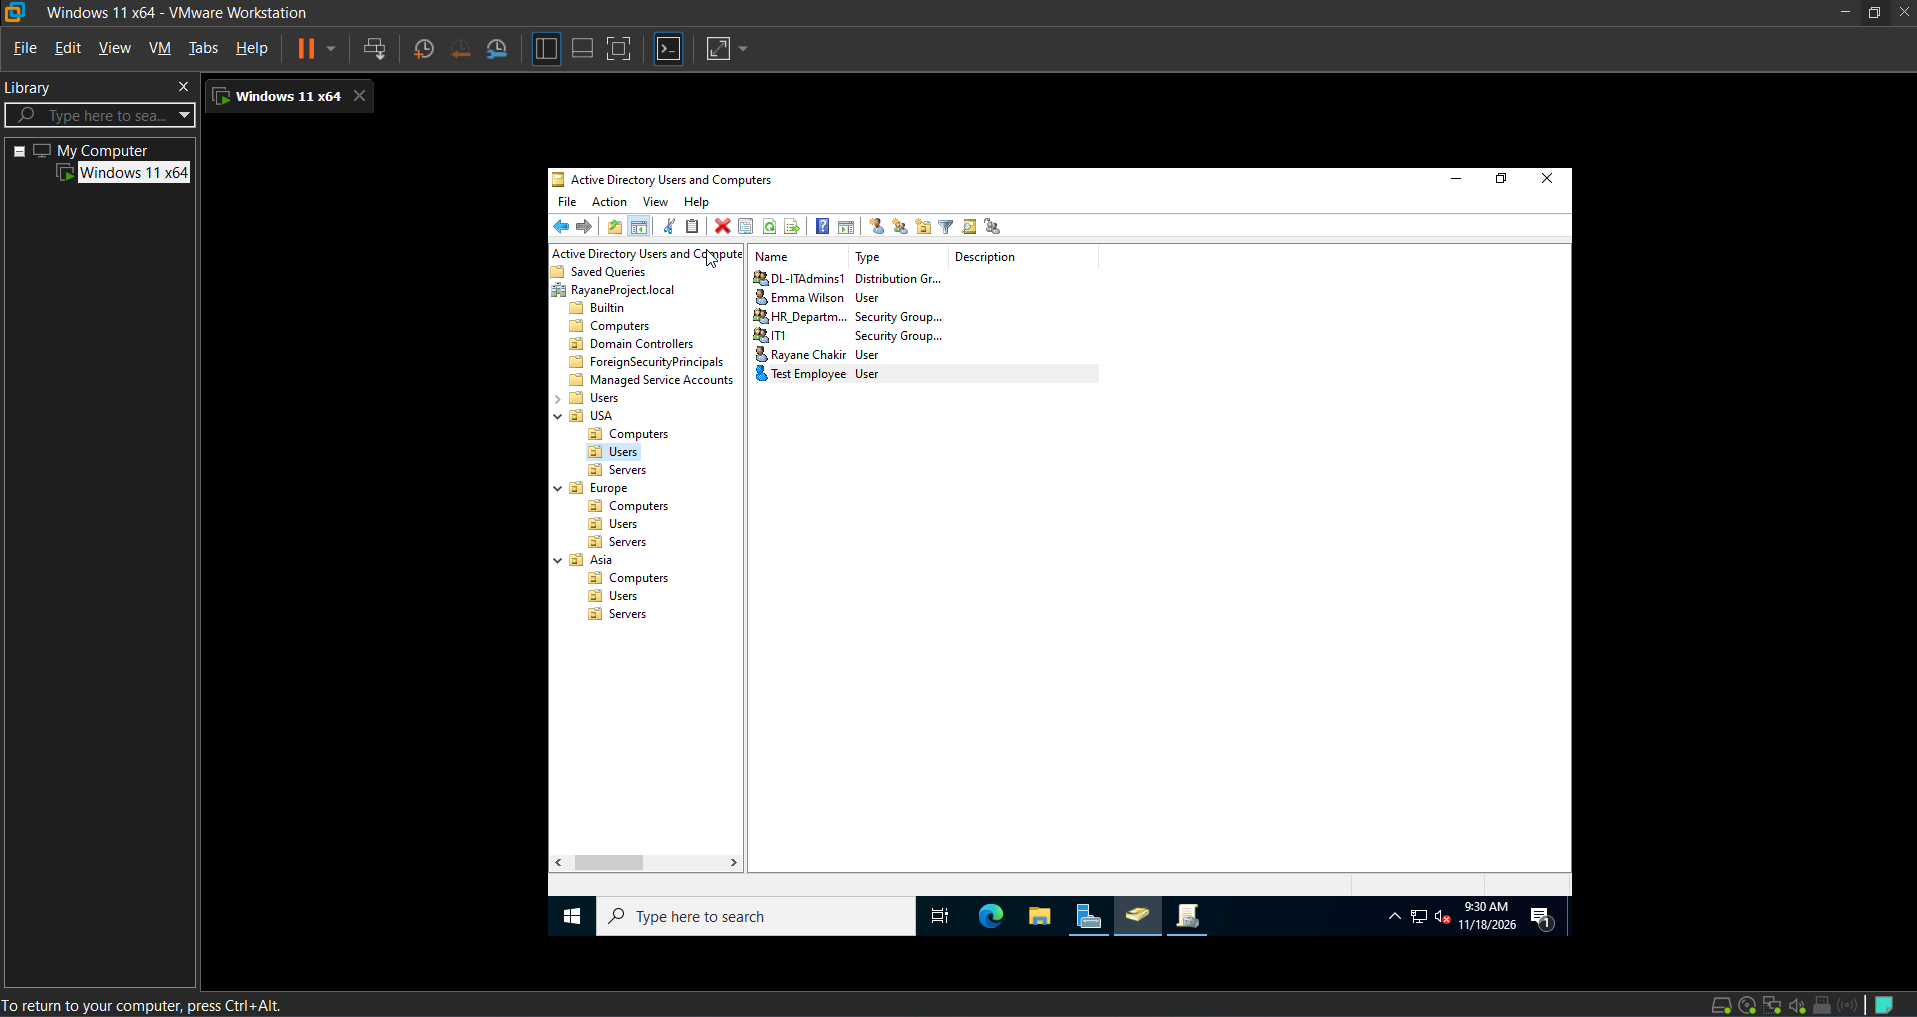 Windows 11 x64 - VMware Workstation
File Edit View VM Tabs Help
Library
Type here to sea...
My Computer
Windows 11 x64
Windows 11 x64
Active Directory Users and Computers
File Action View Help
Active Directory Users and Compute
Saved Queries
RayaneProject.local
Builtin
Computers
Domain Controllers
ForeignSecurityPrincipals
Managed Service Accounts
Users
USA
Computers
Users
Servers
Europe
Computers
Users
Servers
Asia
Computers
Users
Servers
Name Type Description
DL-ITAdmins1 Distribution Gr...
Emma Wilson User
HR_Departm... Security Group...
IT1 Security Group...
Rayane Chakir User
Test Employee User
Type here to search
9:30 AM
11/18/2026
1
To return to your computer, press Ctrl+Alt.